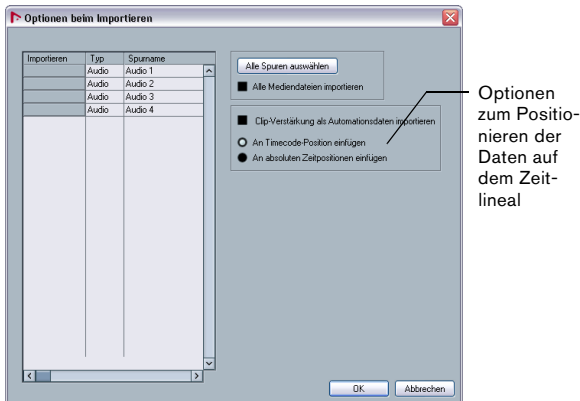 Optionen beim Importieren
Importieren Typ Spurname
Audio Audio 1
Audio Audio 2
Audio Audio 3
Audio Audio 4
Alle Spuren auswählen
Alle Mediendateien importieren
Clip-Verstärkung als Automationsdaten importieren
An Timecode-Position einfügen
An absoluten Zeitpositionen einfügen
OK Abbrechen
Optionen
zum Positio-
nieren der
Daten auf
dem Zeit-
lineal